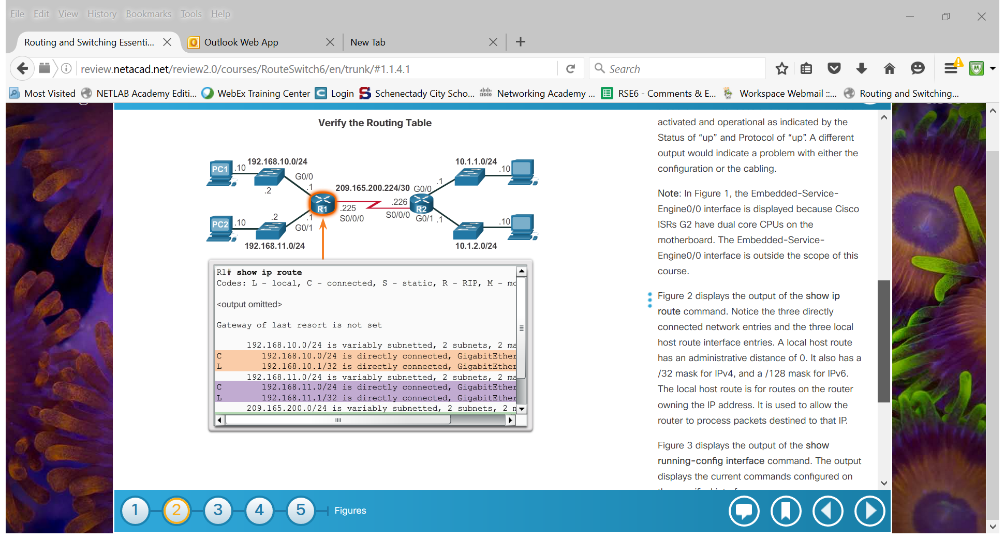 File Edit View History Bookmarks Tools Help
Routing and Switching Essenti...
Outlook Web App
New Tab
review.netacad.net/review2.0/courses/RouteSwitch6/en/trunk/#1.1.4.1
Search
Most Visited
NETLAB Academy Editi...
WebEx Training Center
Login
Schenectady City Scho...
Networking Academy ...
RSE6 - Comments & E...
Workspace Webmail ::...
Routing and Switching...
Verify the Routing Table
192.168.10.0/24
10.1.1.0/24
PC1
.10
G0/0
.1
.2
.1
.10
209.165.200.224/30
G0/0
R1
.225
.226
R2
S0/0/0
S0/0/0
G0/1
.1
PC2
.10
.2
.1
G0/1
.10
192.168.11.0/24
10.1.2.0/24
R1# show ip route
Codes: L - local, C - connected, S - static, R - RIP, M - mo
<output omitted>
Gateway of last resort is not set
192.168.10.0/24 is variably subnetted, 2 subnets, 2 ma
C 192.168.10.0/24 is directly connected, GigabitEther
L 192.168.10.1/32 is directly connected, GigabitEther
192.168.11.0/24 is variably subnetted, 2 subnets, 2 ma
C 192.168.11.0/24 is directly connected, GigabitEther
L 192.168.11.1/32 is directly connected, GigabitEther
209.165.200.0/24 is variably subnetted, 2 subnets, 2 m
activated and operational as indicated by the
Status of "up" and Protocol of "up". A different
output would indicate a problem with either the
configuration or the cabling.
Note: In Figure 1, the Embedded-Service-
Engine0/0 interface is displayed because Cisco
ISRs G2 have dual core CPUs on the
motherboard. The Embedded-Service-
Engine0/0 interface is outside the scope of this
course.
Figure 2 displays the output of the show ip
route command. Notice the three directly
connected network entries and the three local
host route interface entries. A local host route
has an administrative distance of 0. It also has a
/32 mask for IPv4, and a /128 mask for IPv6.
The local host route is for routes on the router
owning the IP address. It is used to allow the
router to process packets destined to that IP.
Figure 3 displays the output of the show
running-config interface command. The output
displays the current commands configured on
1 2 3 4 5 Figures